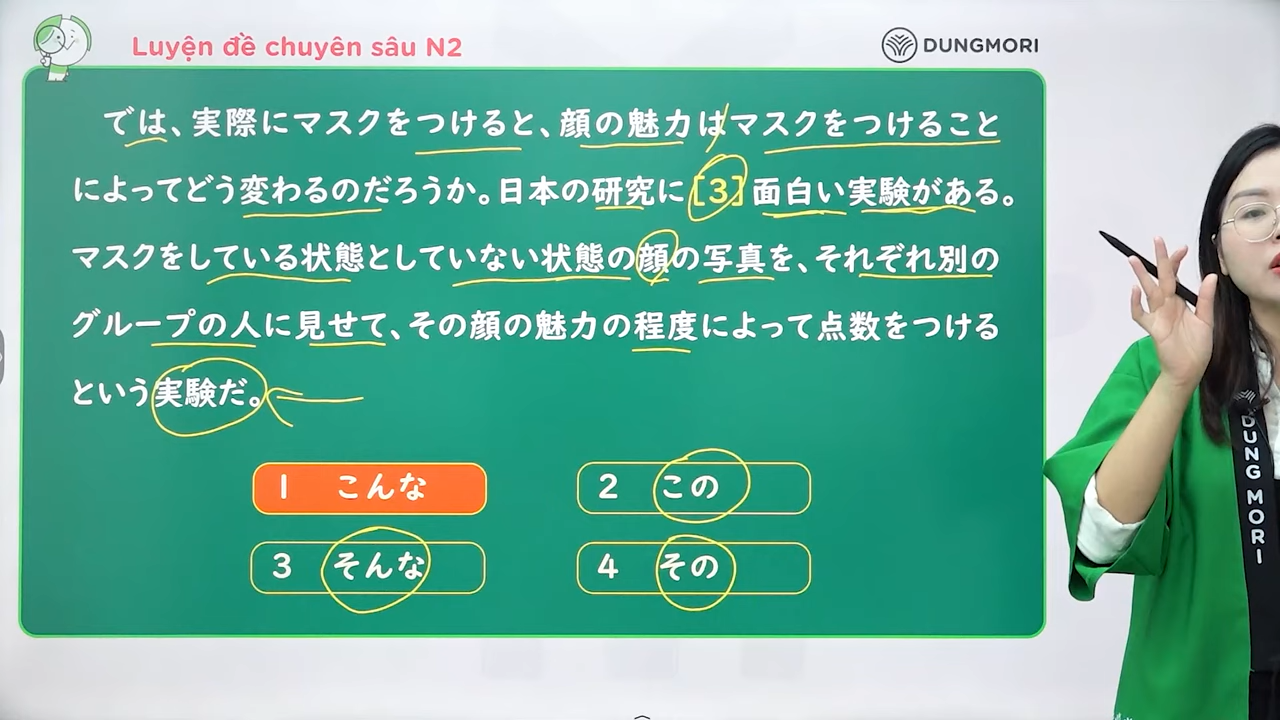 Luyện đề chuyên sâu N2
DUNGMORI
では、実際にマスクをつけると、顔の魅力はマスクをつけること
によってどう変わるのだろうか。日本の研究に[3]面白い実験がある。
マスクをしている状態としていない状態の顔の写真を、それぞれ別の
グループの人に見せて、その顔の魅力の程度によって点数をつける
という実験だ。
1 こんな
2 この
3 そんな
4 その
DUNG MORI